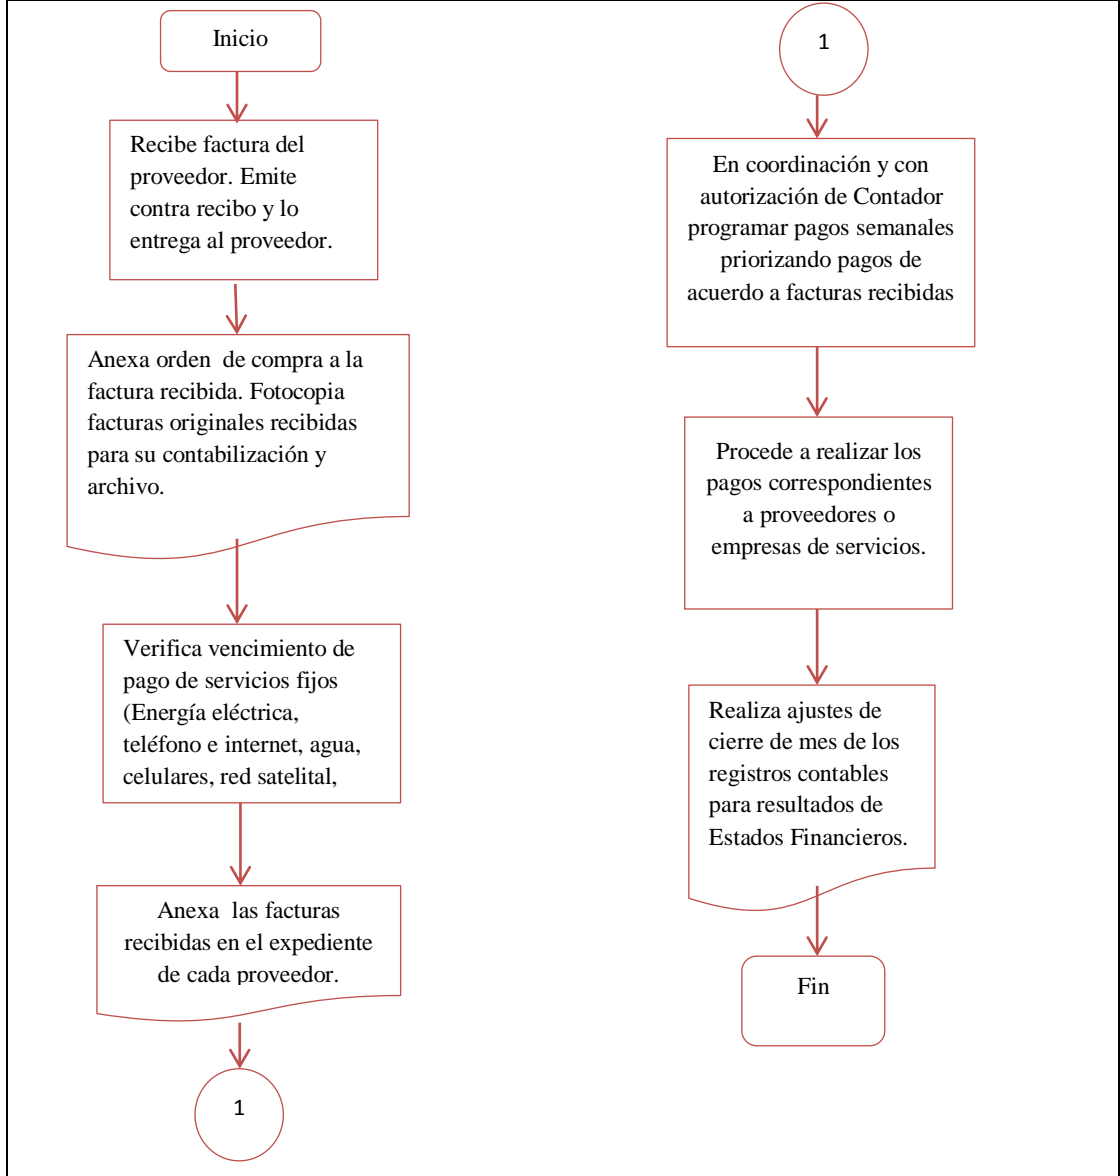 Inicio
Recibe factura del
proveedor. Emite
contra recibo y lo
entrega al proveedor.
Anexa orden  de compra a la
factura recibida. Fotocopia
facturas originales recibidas
para su contabilización y
archivo.
Verifica vencimiento de
pago de servicios fijos
(Energía eléctrica,
teléfono e internet, agua,
celulares, red satelital,
Anexa  las facturas
recibidas en el expediente
de cada proveedor.
1
1
En coordinación y con
autorización de Contador
programar pagos semanales
priorizando pagos de
acuerdo a facturas recibidas
Procede a realizar los
pagos correspondientes
a proveedores o
empresas de servicios.
Realiza ajustes de
cierre de mes de los
registros contables
para resultados de
Estados Financieros.
Fin